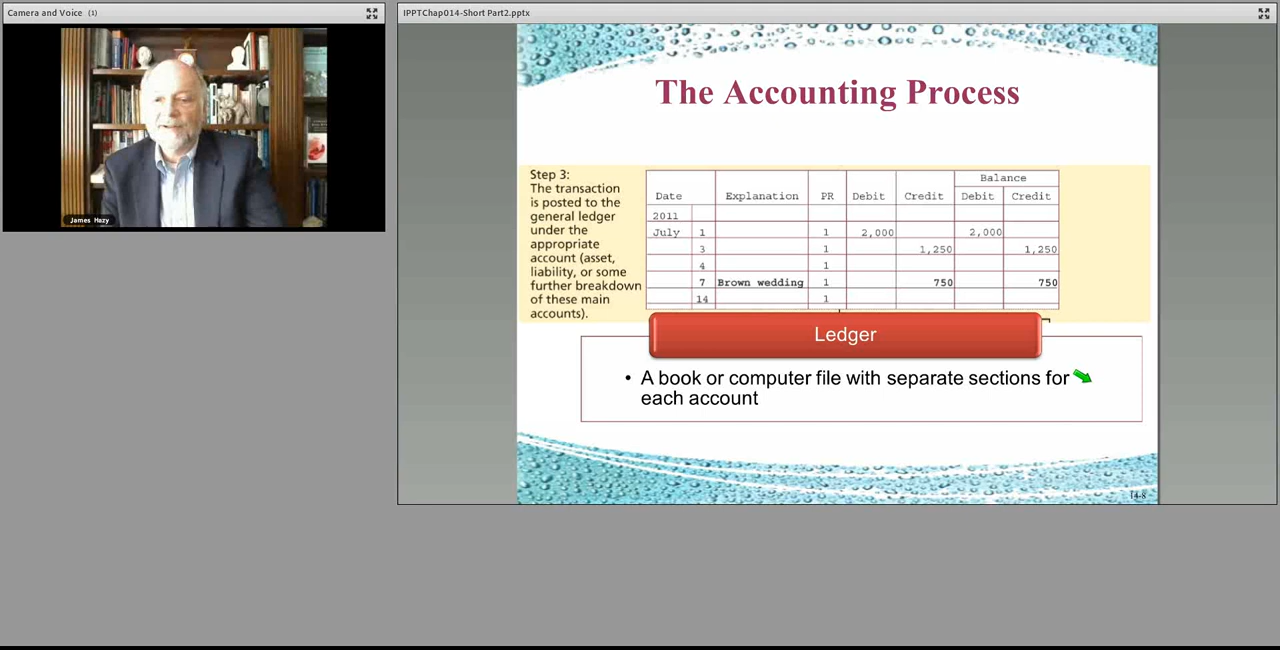 Camera and Voice (1)
James Hazy
IPPTChap014-Short Part2.pptx
The Accounting Process
Step 3:
The transaction
is posted to the
general ledger
under the
appropriate
account (asset,
liability, or some
further breakdown
of these main
accounts).
Balance
Date Explanation PR Debit Credit Debit Credit
2011
July 1 1 2,000 2,000
3 1 1,250 1,250
4 1
7 Brown wedding 1 750 750
14 1
Ledger
• A book or computer file with separate sections for
each account
14-8